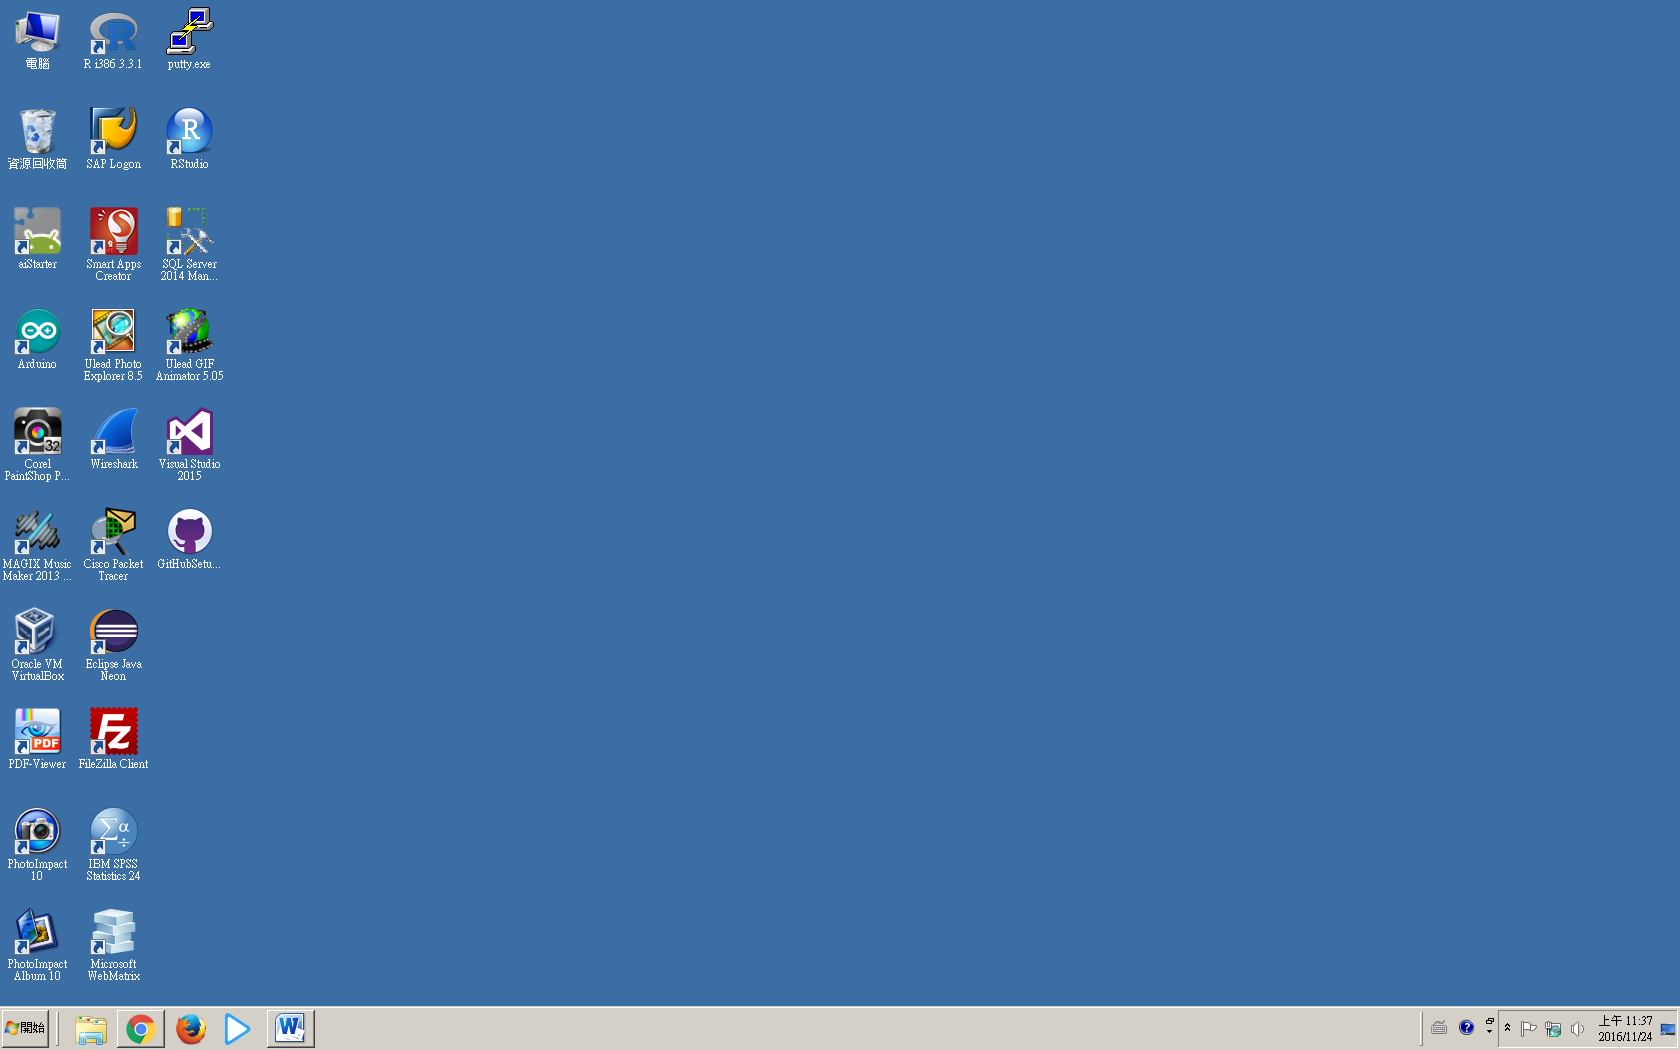 電腦
R i386 3.3.1
putty.exe
資源回收筒
SAP Logon
RStudio
aiStarter
Smart Apps
Creator
SQL Server
2014 Man...
Arduino
Ulead Photo
Explorer 8.5
Ulead GIF
Animator 5.05
32
Corel
PaintShop P...
Wireshark
Visual Studio
2015
MAGIX Music
Maker 2013 ...
Cisco Packet
Tracer
GitHubSetu...
Oracle VM
VirtualBox
Eclipse Java
Neon
PDF
PDF-Viewer
FileZilla Client
PhotoImpact
10
IBM SPSS
Statistics 24
PhotoImpact
Album 10
Microsoft
WebMatrix
開始
上午 11:37
2016/11/24